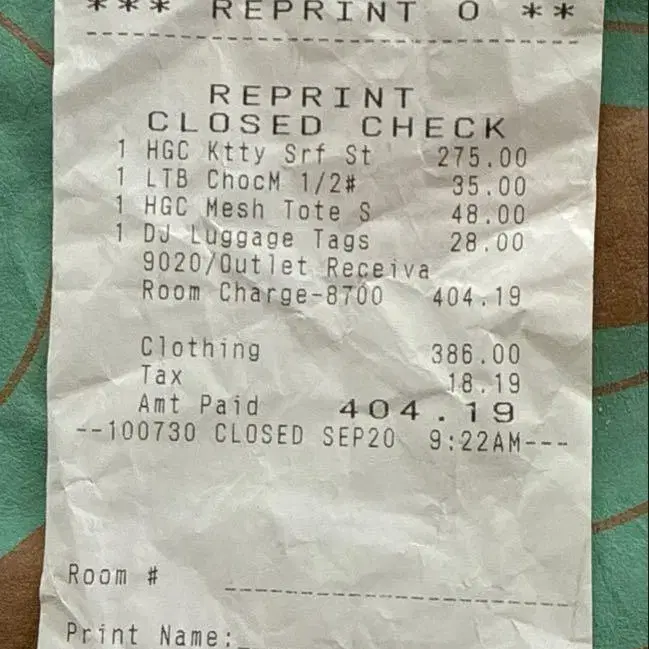 *** REPRINT 0 **
REPRINT
CLOSED CHECK
1 HGC Ktty Srf St 275.00
1 LTB ChocM 1/2# 35.00
1 HGC Mesh Tote S 48.00
1 DJ Luggage Tags 28.00
9020/Outlet Receiva
Room Charge-8700 404.19
Clothing 386.00
Tax 18.19
Amt Paid 404.19
--100730 CLOSED SEP20 9:22AM---
Room #
Print Name: